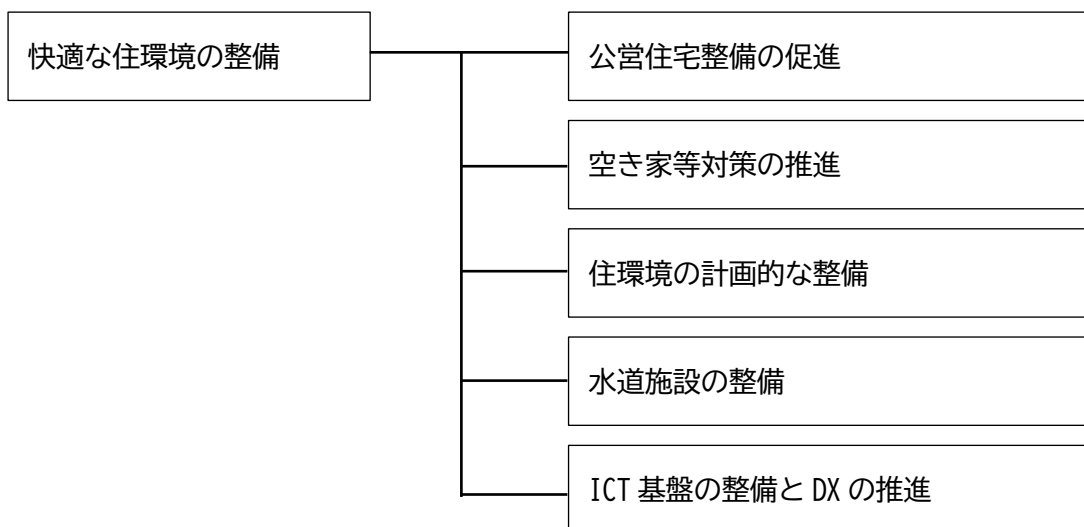 快適な住環境の整備
公営住宅整備の促進
空き家等対策の推進
住環境の計画的な整備
水道施設の整備
ICT 基盤の整備と DX の推進